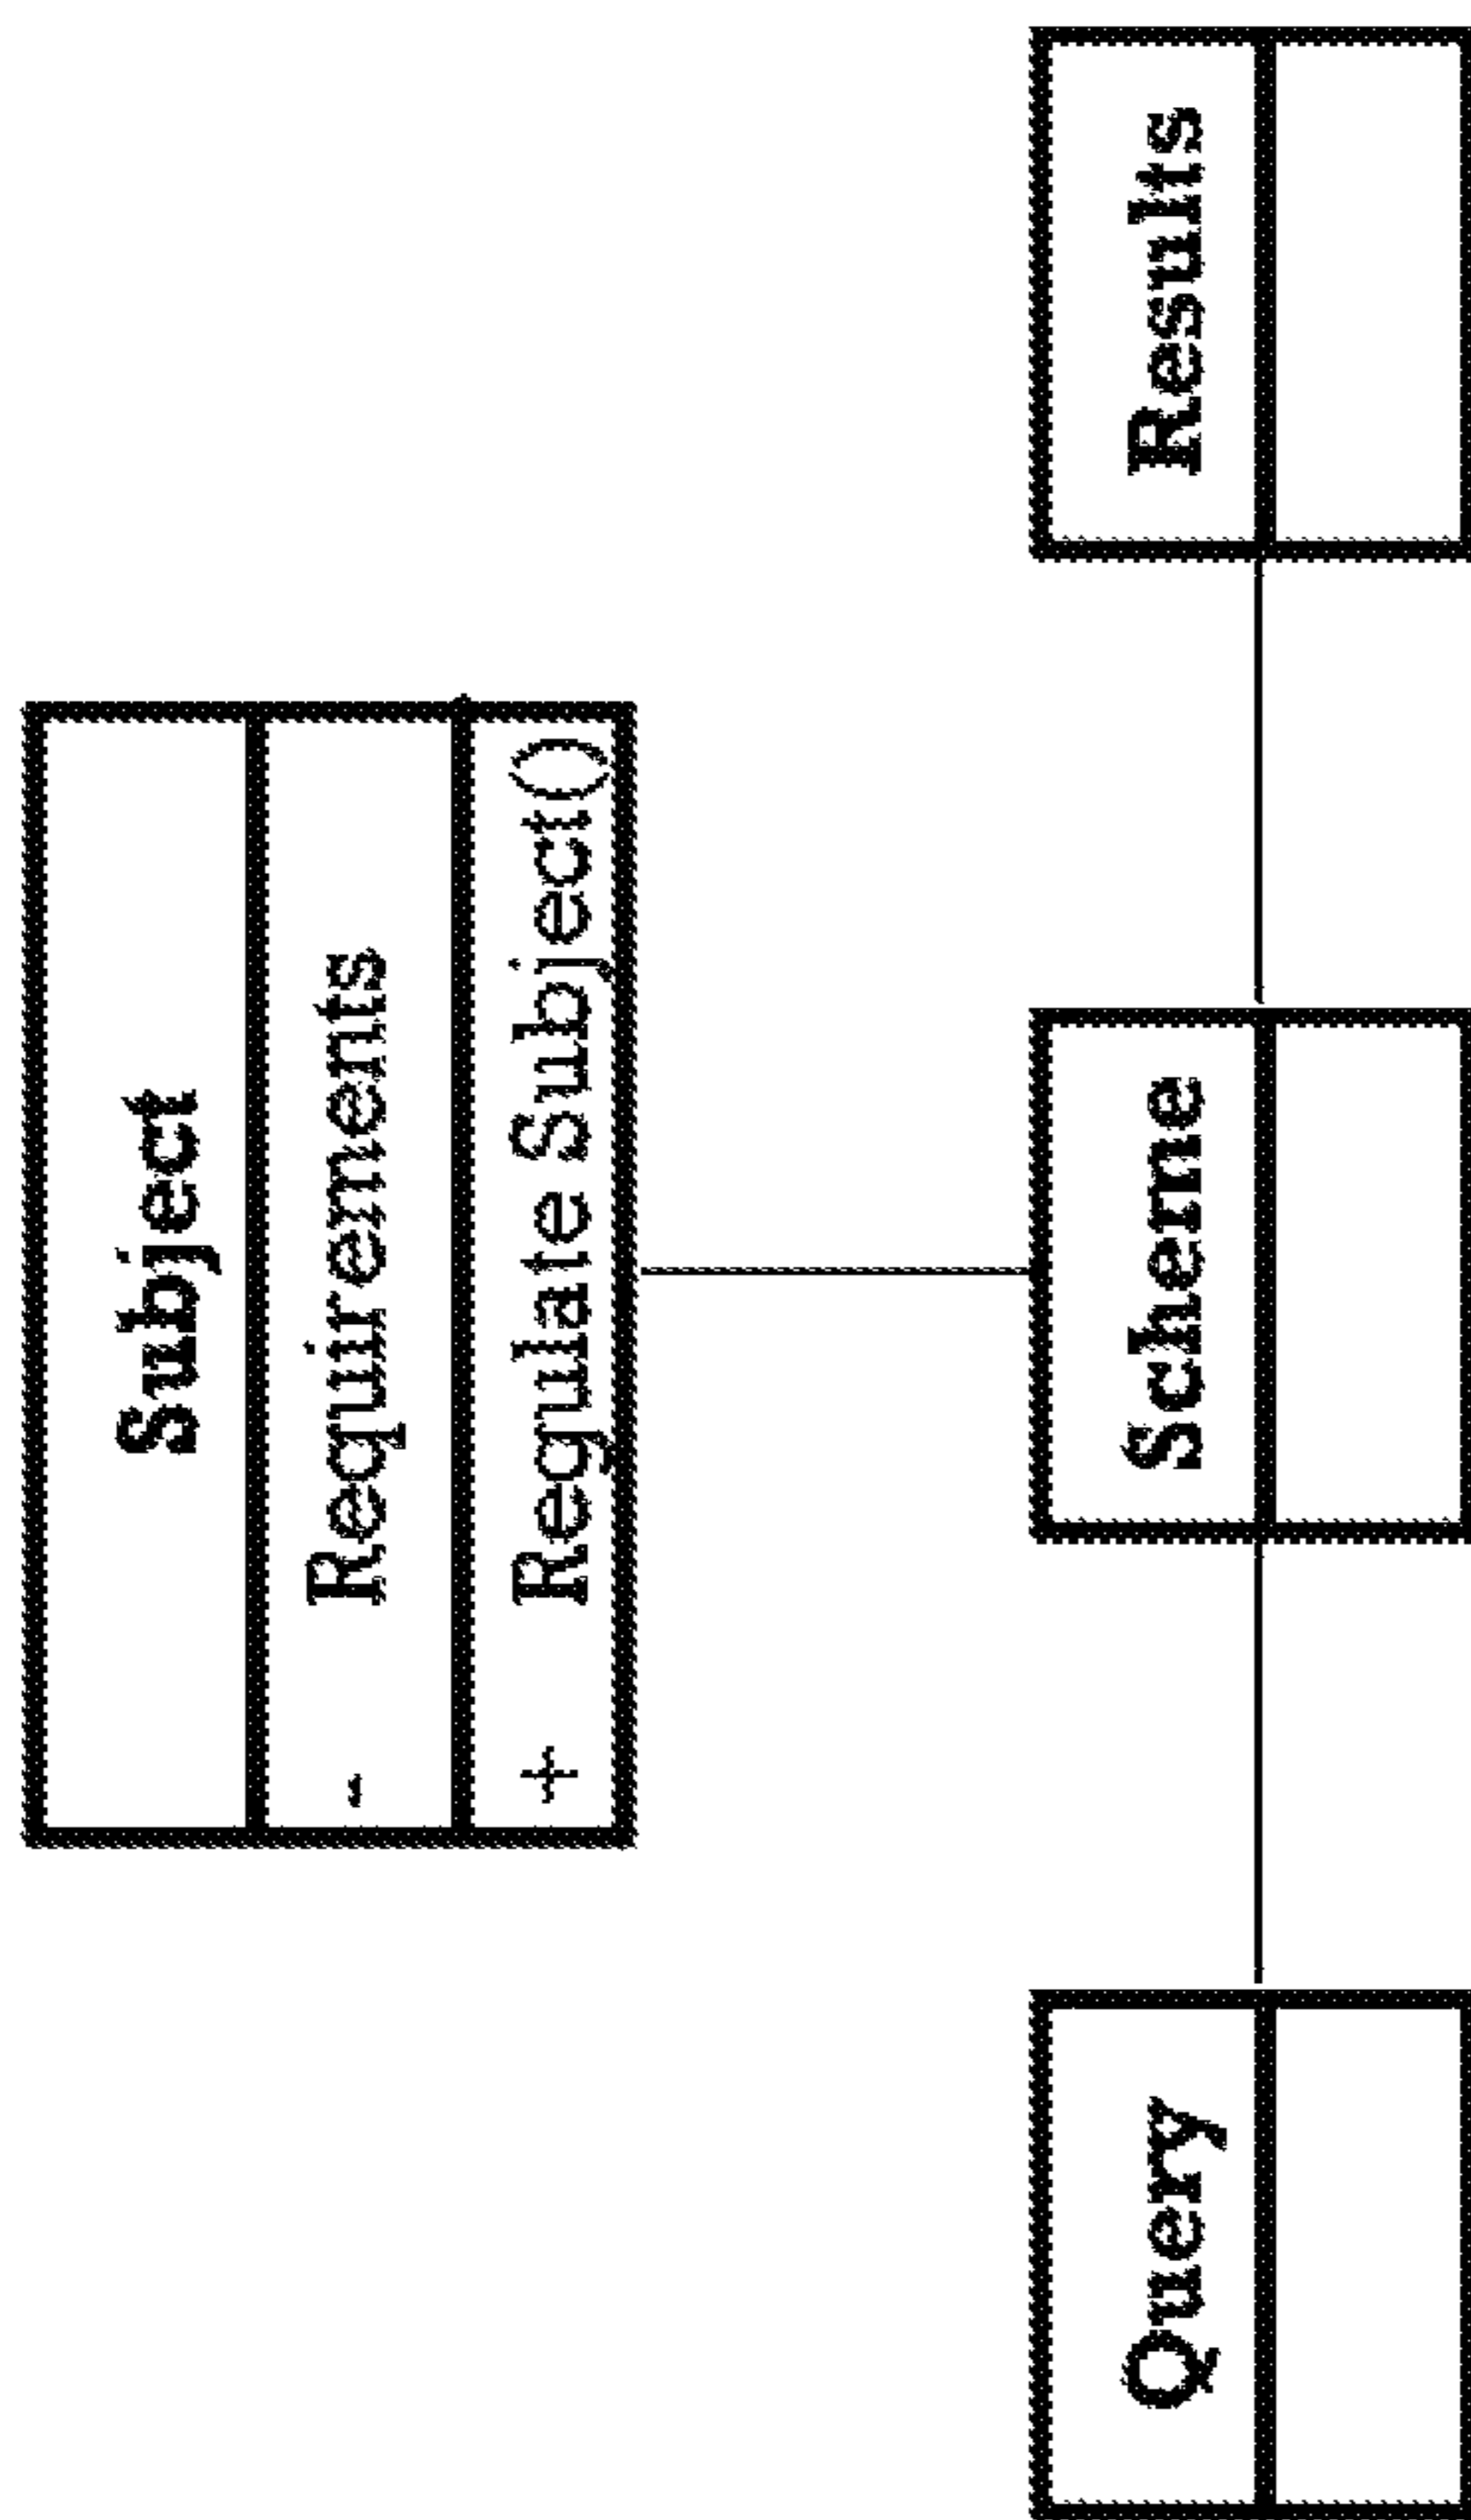 Subject
- Requirements
+ Regulate Subject()
Query
Scheme
Results